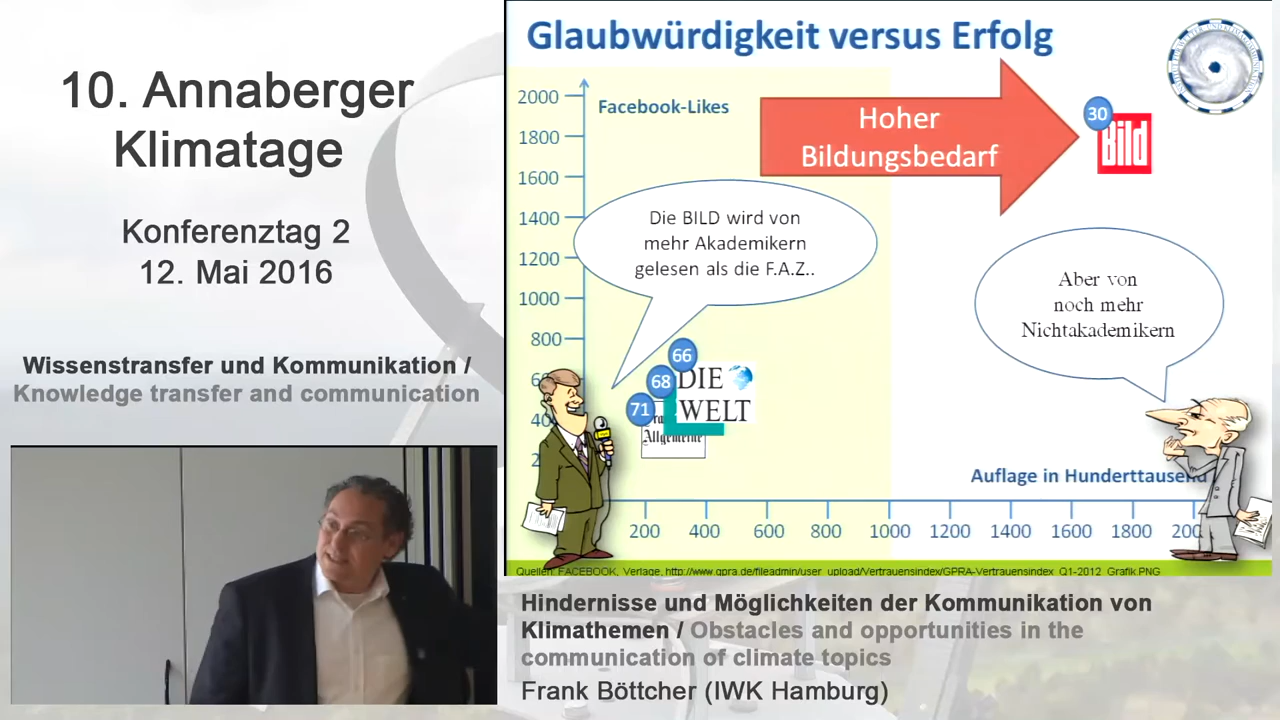 10. Annaberger
Klimatage
Konferenztag 2
12. Mai 2016
Wissenstransfer und Kommunikation /
Knowledge transfer and communication
Glaubwürdigkeit versus Erfolg
2000
1800
1600
1400
1200
1000
800
Facebook-Likes
Hoher
Bildungsbedarf
30
Bild
Die BILD wird von
mehr Akademikern
gelesen als die F.A.Z..
Aber von
noch mehr
Nichtakademikern
66
68
71
DIE
WELT
Allgemeine
Auflage in Hunderttausend
200 400 600 800 1000 1200 1400 1600 1800
Quellen: FACEBOOK, Verlage, http://www.gpra.de/fileadmin/user_upload/Vertrauensindex/GPRA-Vertrauensindex_Q1-2012_Grafik.PNG
Hindernisse und Möglichkeiten der Kommunikation von
Klimathemen / Obstacles and opportunities in the
communication of climate topics
Frank Böttcher (IWK Hamburg)